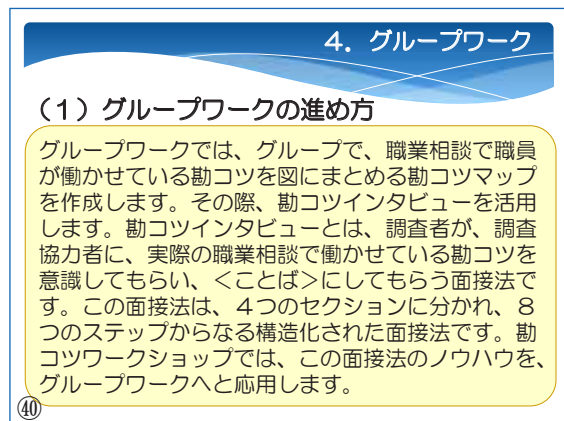 ４．グループワーク
（１）グループワークの進め方
グループワークでは、グループで、職業相談で職員
が働かせている勘コツを図にまとめる勘コツマップ
を作成します。その際、勘コツインタビューを活用
します。勘コツインタビューとは、調査者が、調査
協力者に、実際の職業相談で働かせている勘コツを
意識してもらい、＜ことば＞にしてもらう面接法で
す。この面接法は、４つのセクションに分かれ、８
つのステップからなる構造化された面接法です。勘
コツワークショップでは、この面接法のノウハウを、
グループワークへと応用します。
㊵